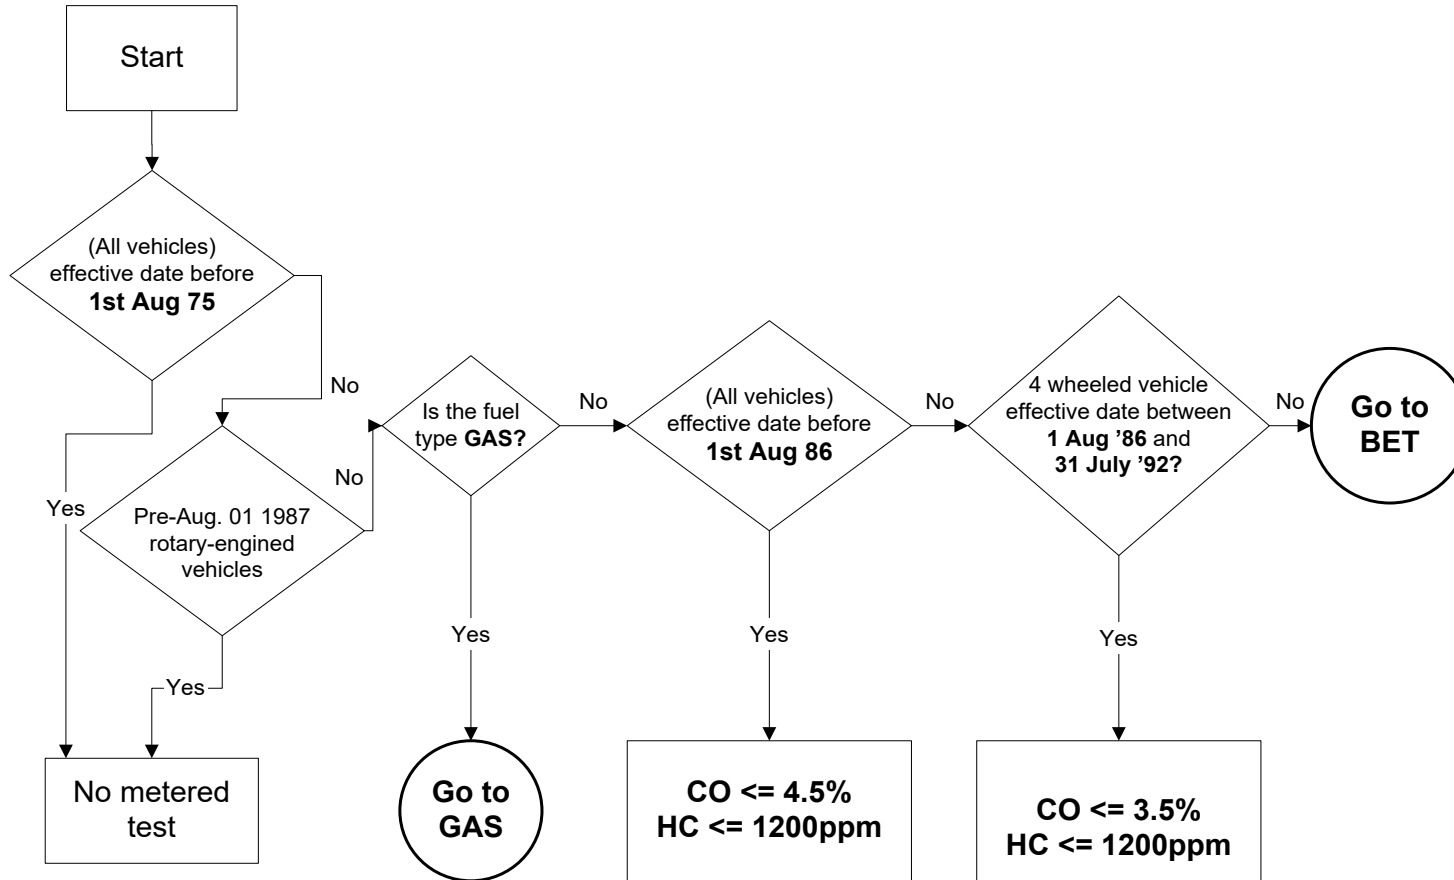 Start
(All vehicles)
effective date before
1st Aug 75
No
Yes
Pre-Aug. 01 1987
rotary-engined
vehicles
No
Yes
No metered
test
Is the fuel
type GAS?
No
Yes
Go to
GAS
(All vehicles)
effective date before
1st Aug 86
No
Yes
CO <= 4.5%
HC <= 1200ppm
4 wheeled vehicle
effective date between
1 Aug ’86 and
31 July ’92?
No
Yes
CO <= 3.5%
HC <= 1200ppm
Go to
BET